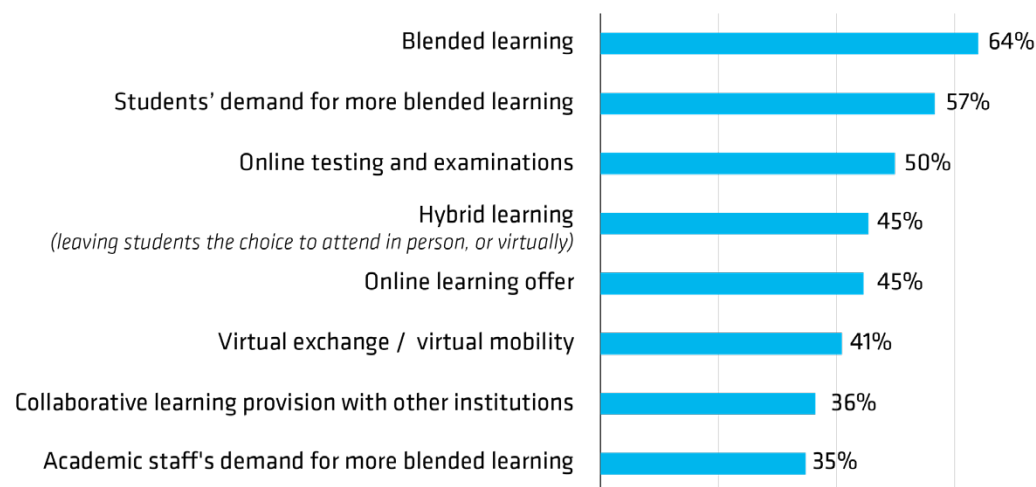 Blended learning 64%
Students’ demand for more blended learning 57%
Online testing and examinations 50%
Hybrid learning
(leaving students the choice to attend in person, or virtually) 45%
Online learning offer 45%
Virtual exchange / virtual mobility 41%
Collaborative learning provision with other institutions 36%
Academic staff's demand for more blended learning 35%